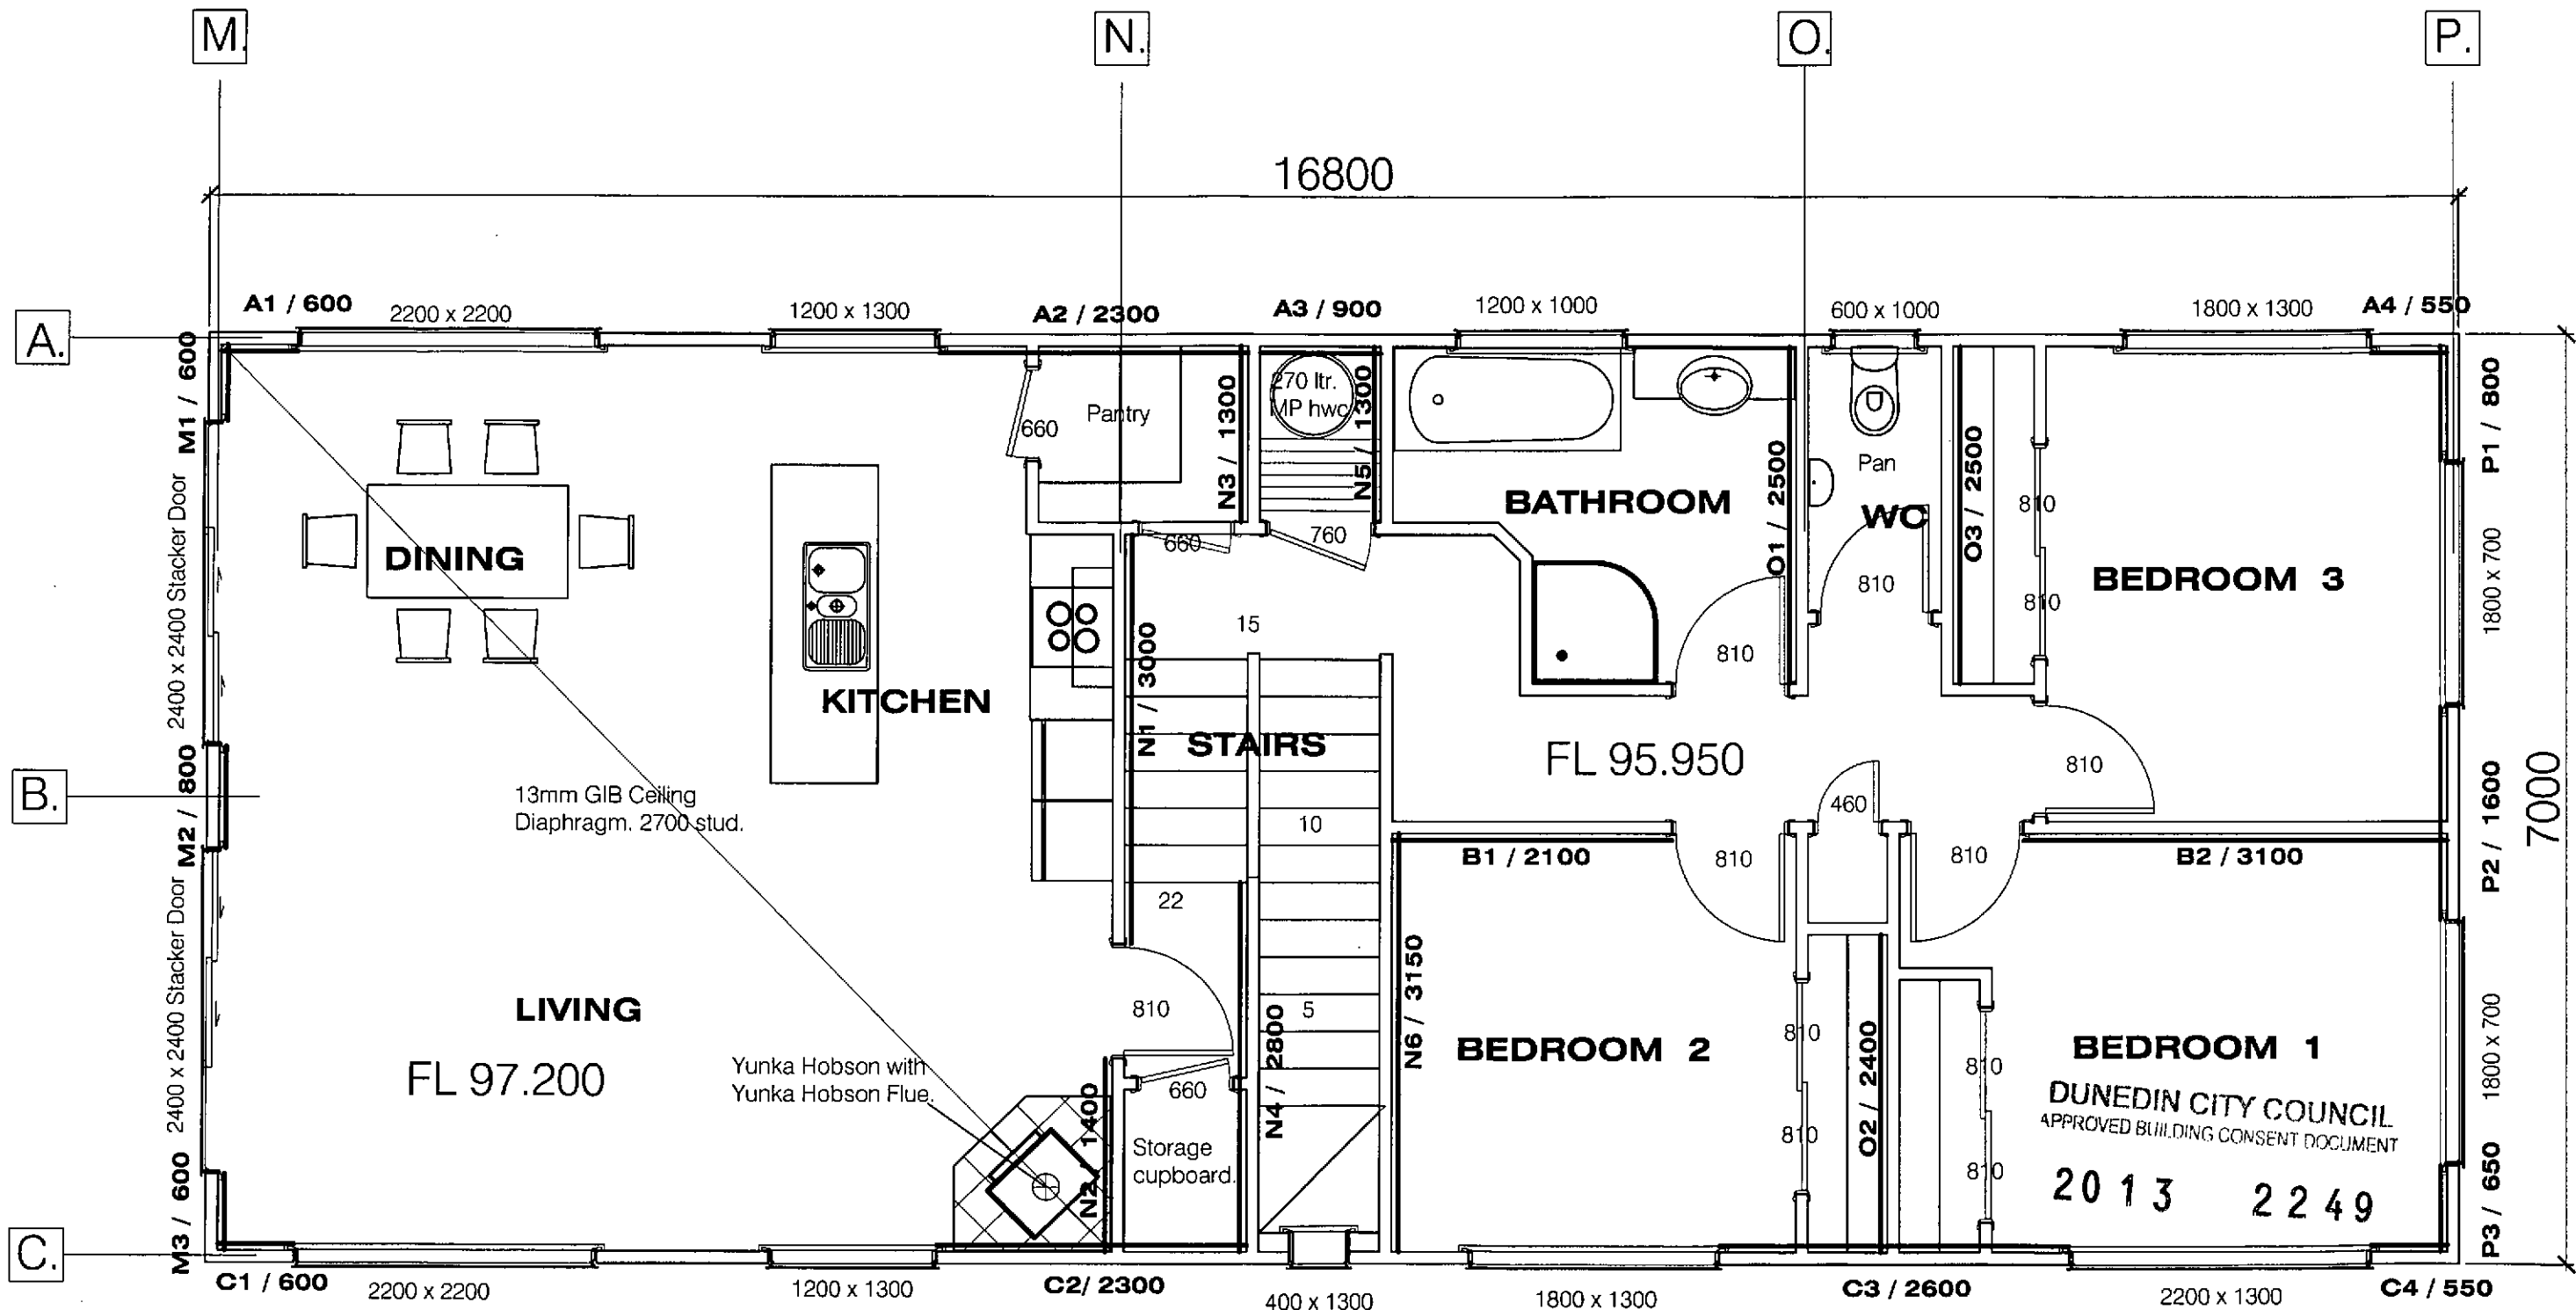 M.
N.
O.
P.
16800
A1 / 600
2200 x 2200
1200 x 1300
A2 / 2300
A3 / 900
1200 x 1000
600 x 1000
1800 x 1300
A4 / 550
A.
M1 / 600
270 ltr.
MP hwc
N5 / 1300
N3 / 1300
Pantry
660
P1 / 800
Pan
BATHROOM
WC
O1 / 2500
O3 / 2500
810
810
2400 x 2400 Stacker Door
DINING
660
760
810
BEDROOM 3
1800 x 700
15
810
N1 / 3000
KITCHEN
STAIRS
FL 95.950
810
B.
M2 / 800
13mm GIB Ceiling
Diaphragm. 2700 stud.
10
460
P2 / 1600
7000
B1 / 2100
810
810
B2 / 3100
22
2400 x 2400 Stacker Door
LIVING
810
5
N4 / 2800
N6 / 3150
BEDROOM 2
810
810
O2 / 2400
810
810
BEDROOM 1
1800 x 700
FL 97.200
Yunka Hobson with
Yunka Hobson Flue.
660
N2 / 1400
Storage
cupboard.
DUNEDIN CITY COUNCIL
APPROVED BUILDING CONSENT DOCUMENT
2013 2249
M3 / 600
P3 / 650
C.
C1 / 600
2200 x 2200
1200 x 1300
C2/ 2300
400 x 1300
1800 x 1300
C3 / 2600
2200 x 1300
C4 / 550